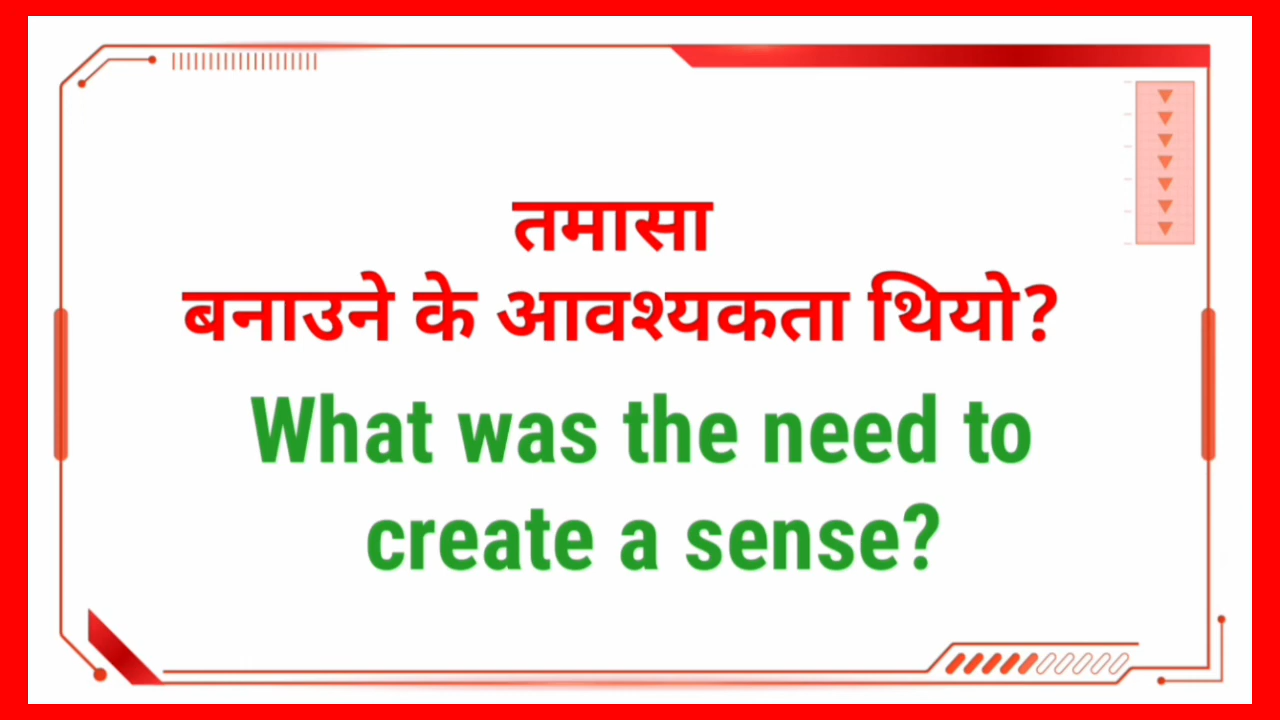 तमासा
बनाउने के आवश्यकता थियो?
What was the need to
create a sense?